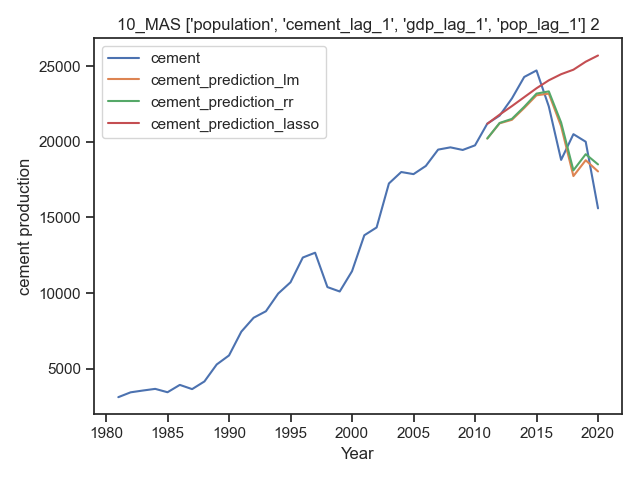 10_MAS ['population', 'cement_lag_1', 'gdp_lag_1', 'pop_lag_1'] 2
cement
cement_prediction_lm
cement_prediction_rr
cement_prediction_lasso
25000
20000
15000
10000
5000
cement production
1980 1985 1990 1995 2000 2005 2010 2015 2020
Year